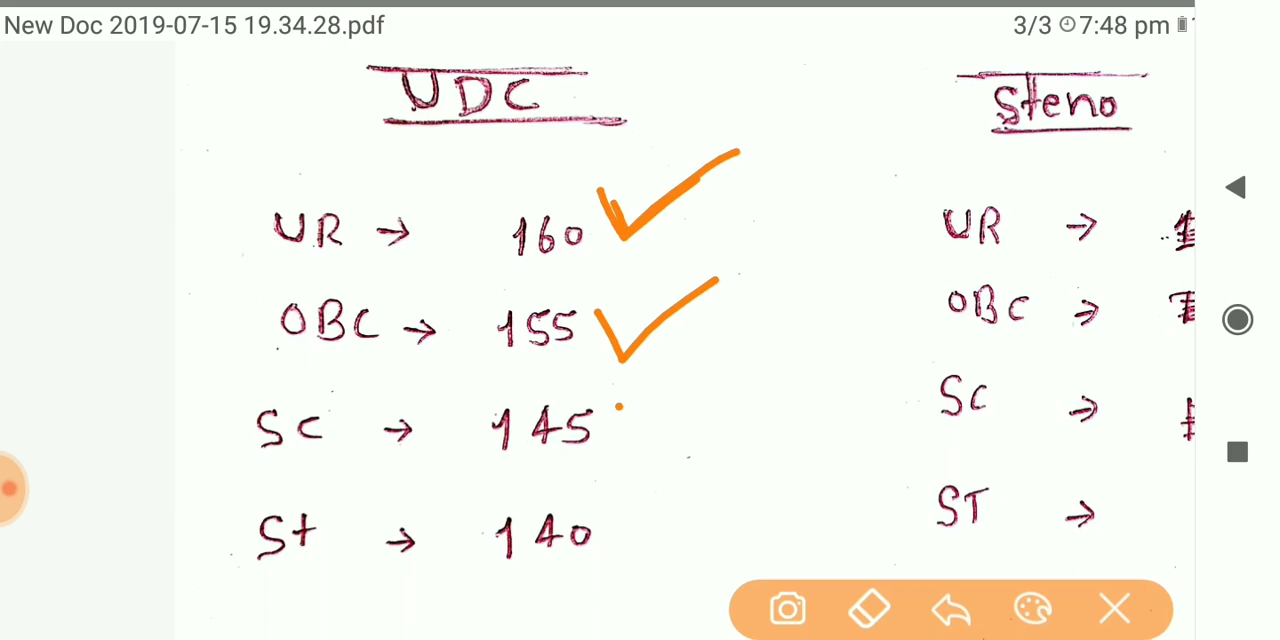 New Doc 2019-07-15 19.34.28.pdf
3/3 7:48 pm
UDC
UR → 160
OBC → 155
SC → 145
St → 140
Steno
UR →
OBC →
SC →
ST →